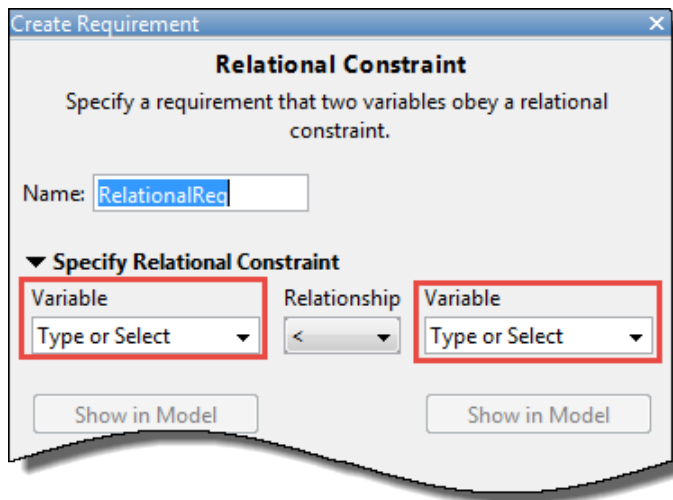 Create Requirement
Relational Constraint
Specify a requirement that two variables obey a relational
constraint.
Name: RelationalReq
Specify Relational Constraint
Variable Relationship Variable
Type or Select < Type or Select
Show in Model Show in Model